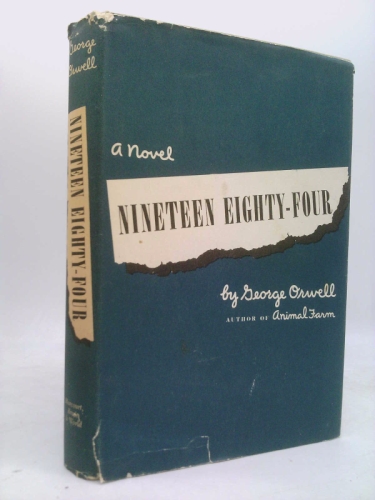 George
Orwell
NINETEEN EIGHTY-FOUR
a Novel
NINETEEN EIGHTY-FOUR
by George Orwell
AUTHOR OF Animal Farm